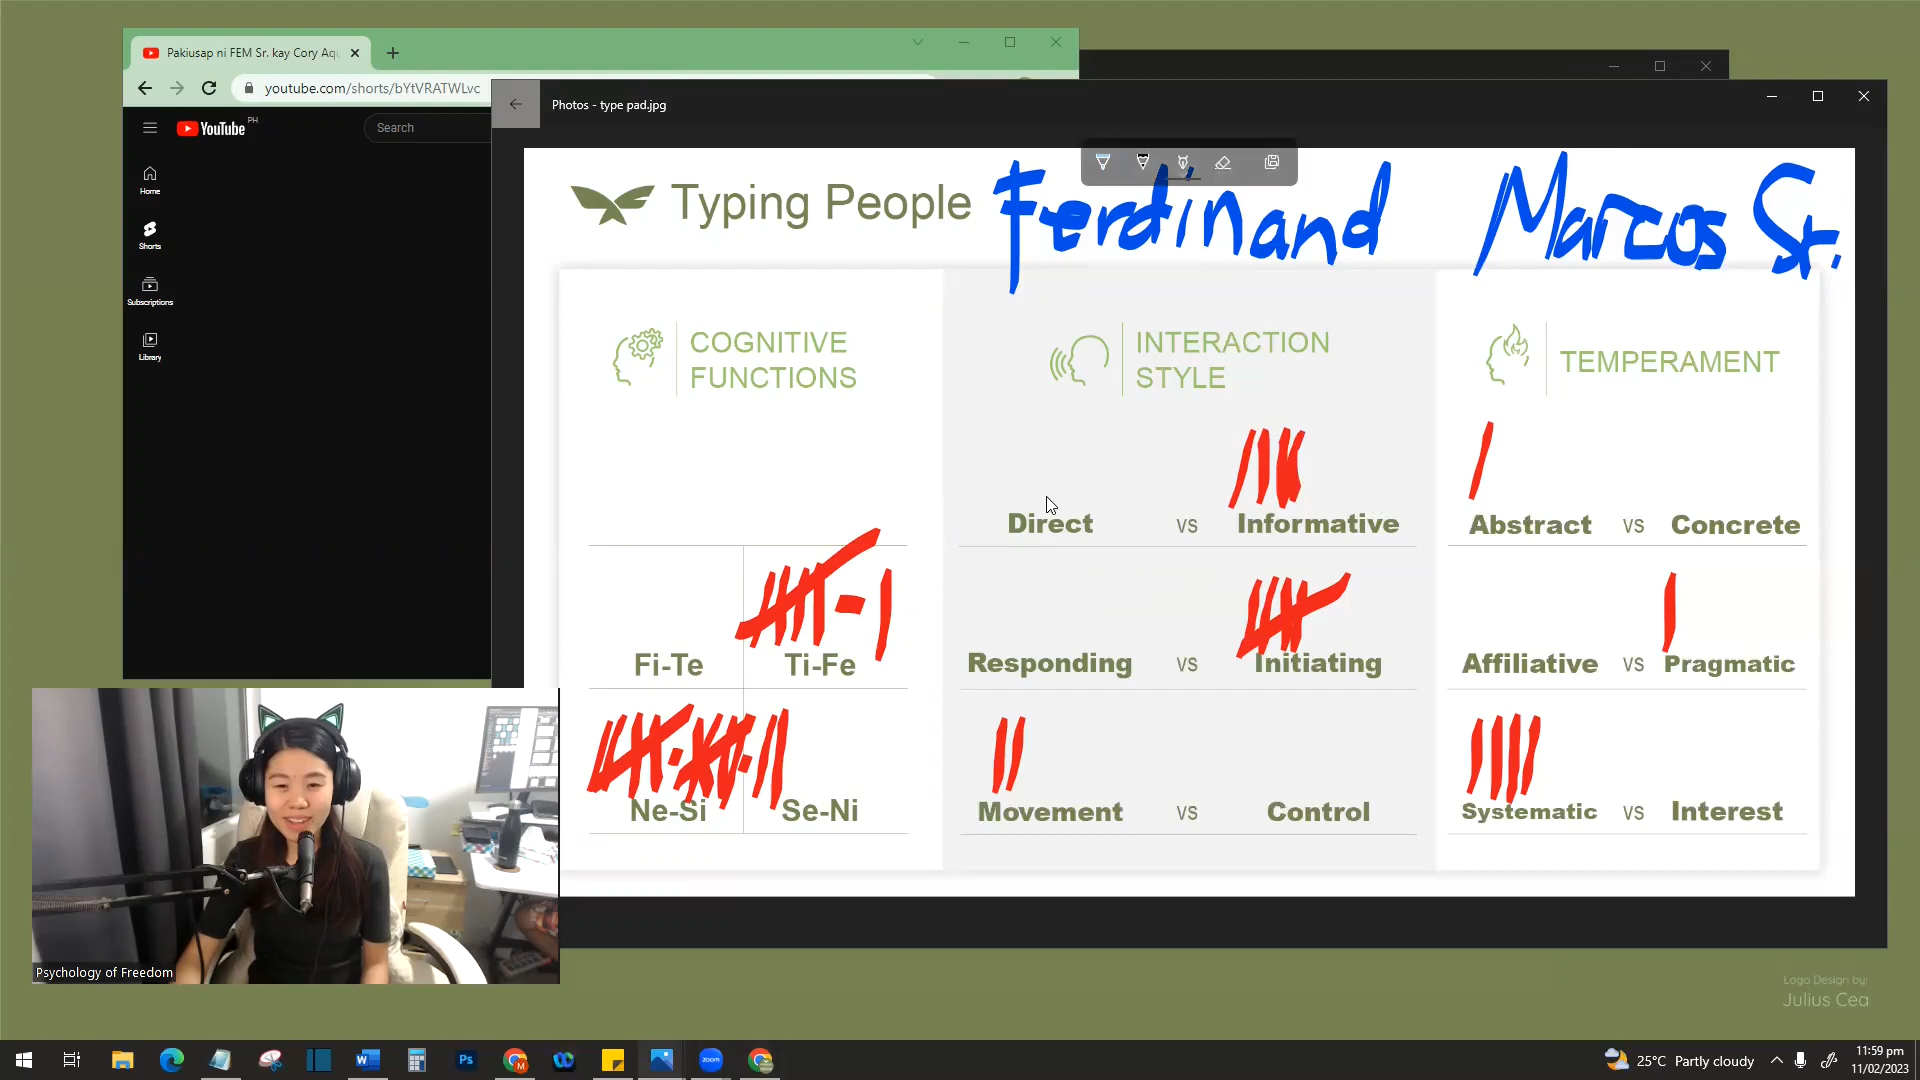 Pakiusap ni FEM Sr. kay Cory Aq
youtube.com/shorts/bYtVRATWLvc
Photos - type pad.jpg
YouTube PH
Search
Home
Shorts
Subscriptions
Library
Typing People Ferdinand Marcos Sr.
COGNITIVE
FUNCTIONS
INTERACTION
STYLE
TEMPERAMENT
Direct vs Informative
Abstract vs Concrete
Fi-Te Ti-Fe
Responding vs Initiating
Affiliative vs Pragmatic
Ne-Si Se-Ni
Movement vs Control
Systematic vs Interest
Psychology of Freedom
Logo Design by:
Julius Cea
zoom
25°C Partly cloudy
11:59 pm
11/02/2023